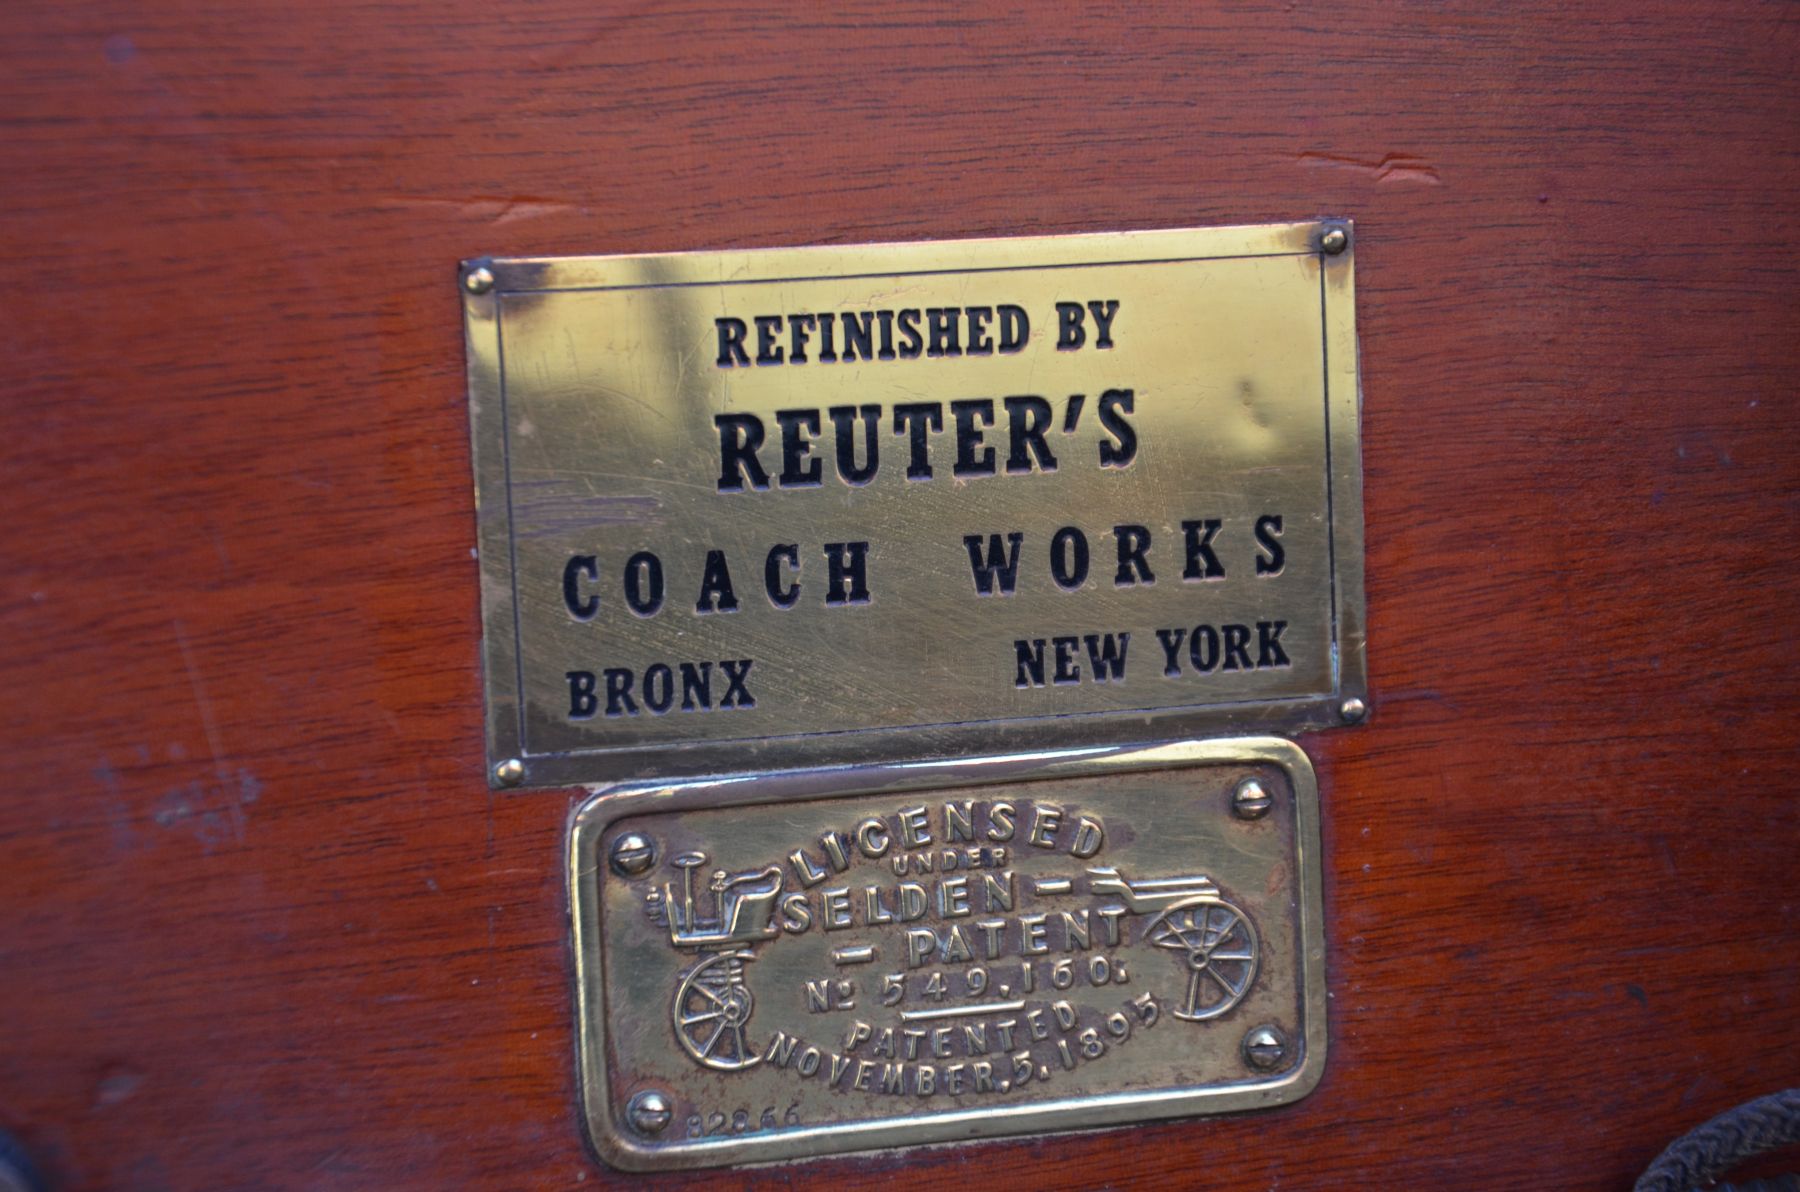 REFINISHED BY
REUTER'S
COACH WORKS
BRONX NEW YORK
LICENSED
UNDER
SELDEN -
- PATENT
Nº 549,160.
PATENTED
NOVEMBER, 5, 1895
82866